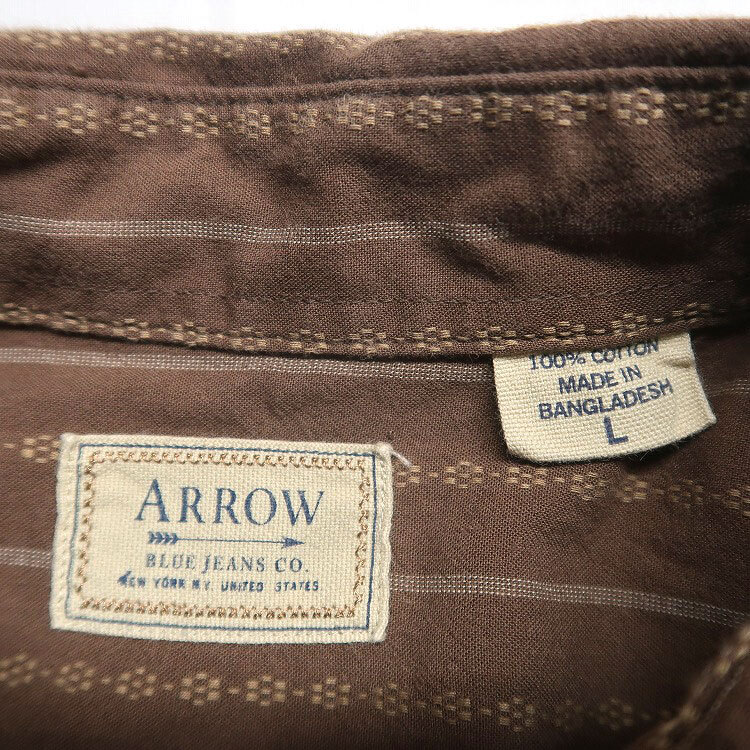 100% COTTON
MADE IN
BANGLADESH
L
ARROW
BLUE JEANS CO.
NEW YORK N.Y. UNITED STATES